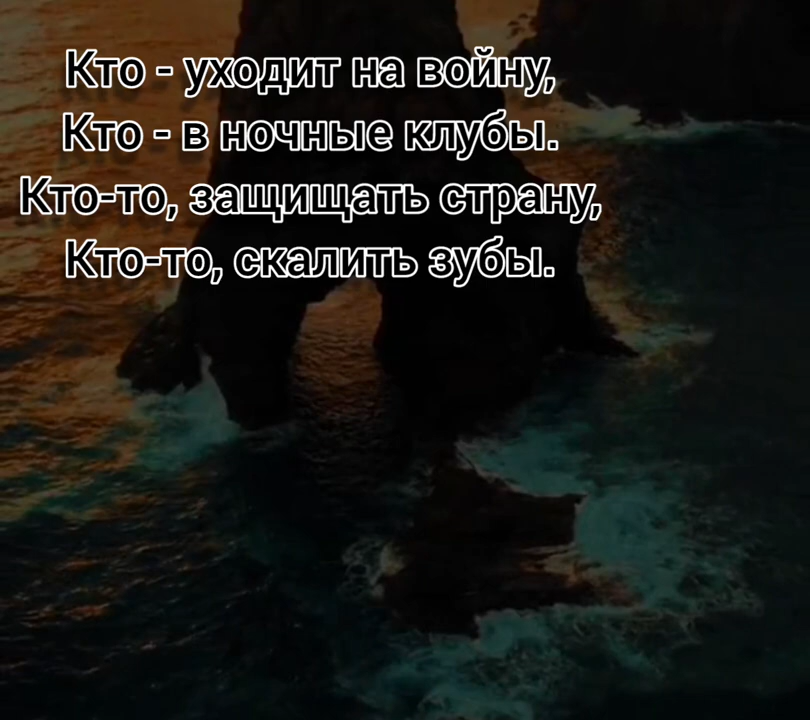 Кто - уходит на войну,
Кто - в ночные клубы.
Кто-то, защищать страну,
Кто-то, скалить зубы.